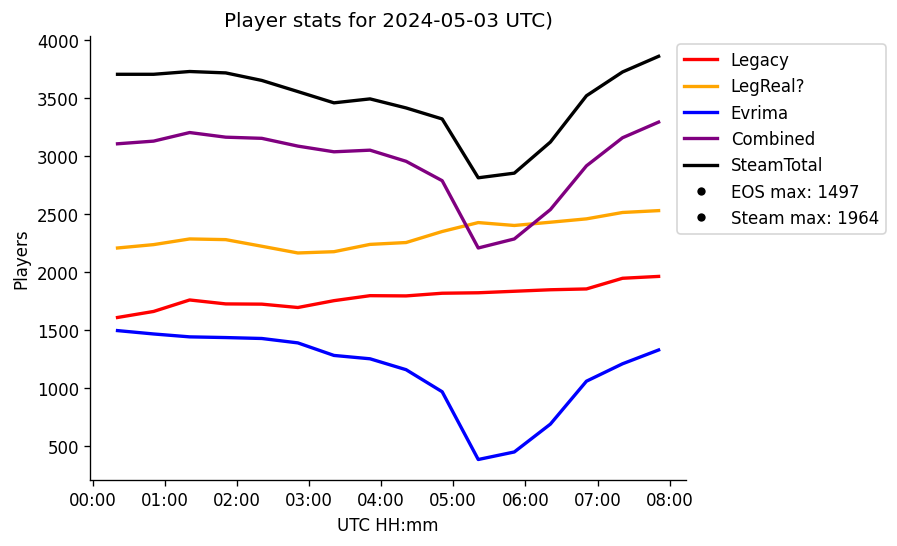 Player stats for 2024-05-03 UTC)
4000
3500
3000
2500
2000
1500
1000
500
Players
00:00 01:00 02:00 03:00 04:00 05:00 06:00 07:00 08:00
UTC HH:mm
Legacy
LegReal?
Evrima
Combined
SteamTotal
EOS max: 1497
Steam max: 1964